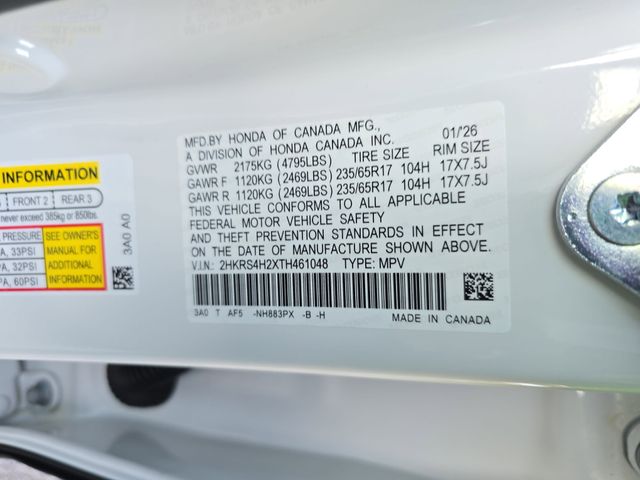 INFORMATION
FRONT 2 REAR 3
never exceed 385kg or 850lbs.
PRESSURE SEE OWNER'S
33PSI MANUAL FOR
32PSI ADDITIONAL
60PSI INFORMATION
3A0 A0
MFD.BY HONDA OF CANADA MFG., 01/26
A DIVISION OF HONDA CANADA INC.
GVWR 2175KG (4795LBS) TIRE SIZE RIM SIZE
GAWR F 1120KG (2469LBS) 235/65R17 104H 17X7.5J
GAWR R 1120KG (2469LBS) 235/65R17 104H 17X7.5J
THIS VEHICLE CONFORMS TO ALL APPLICABLE
FEDERAL MOTOR VEHICLE SAFETY
AND THEFT PREVENTION STANDARDS IN EFFECT
ON THE DATE OF MANUFACTURE SHOWN ABOVE.
V.I.N.: 2HKRS4H2XTH461048 TYPE: MPV
3A0 T AF5 -NH883PX -B -H MADE IN CANADA